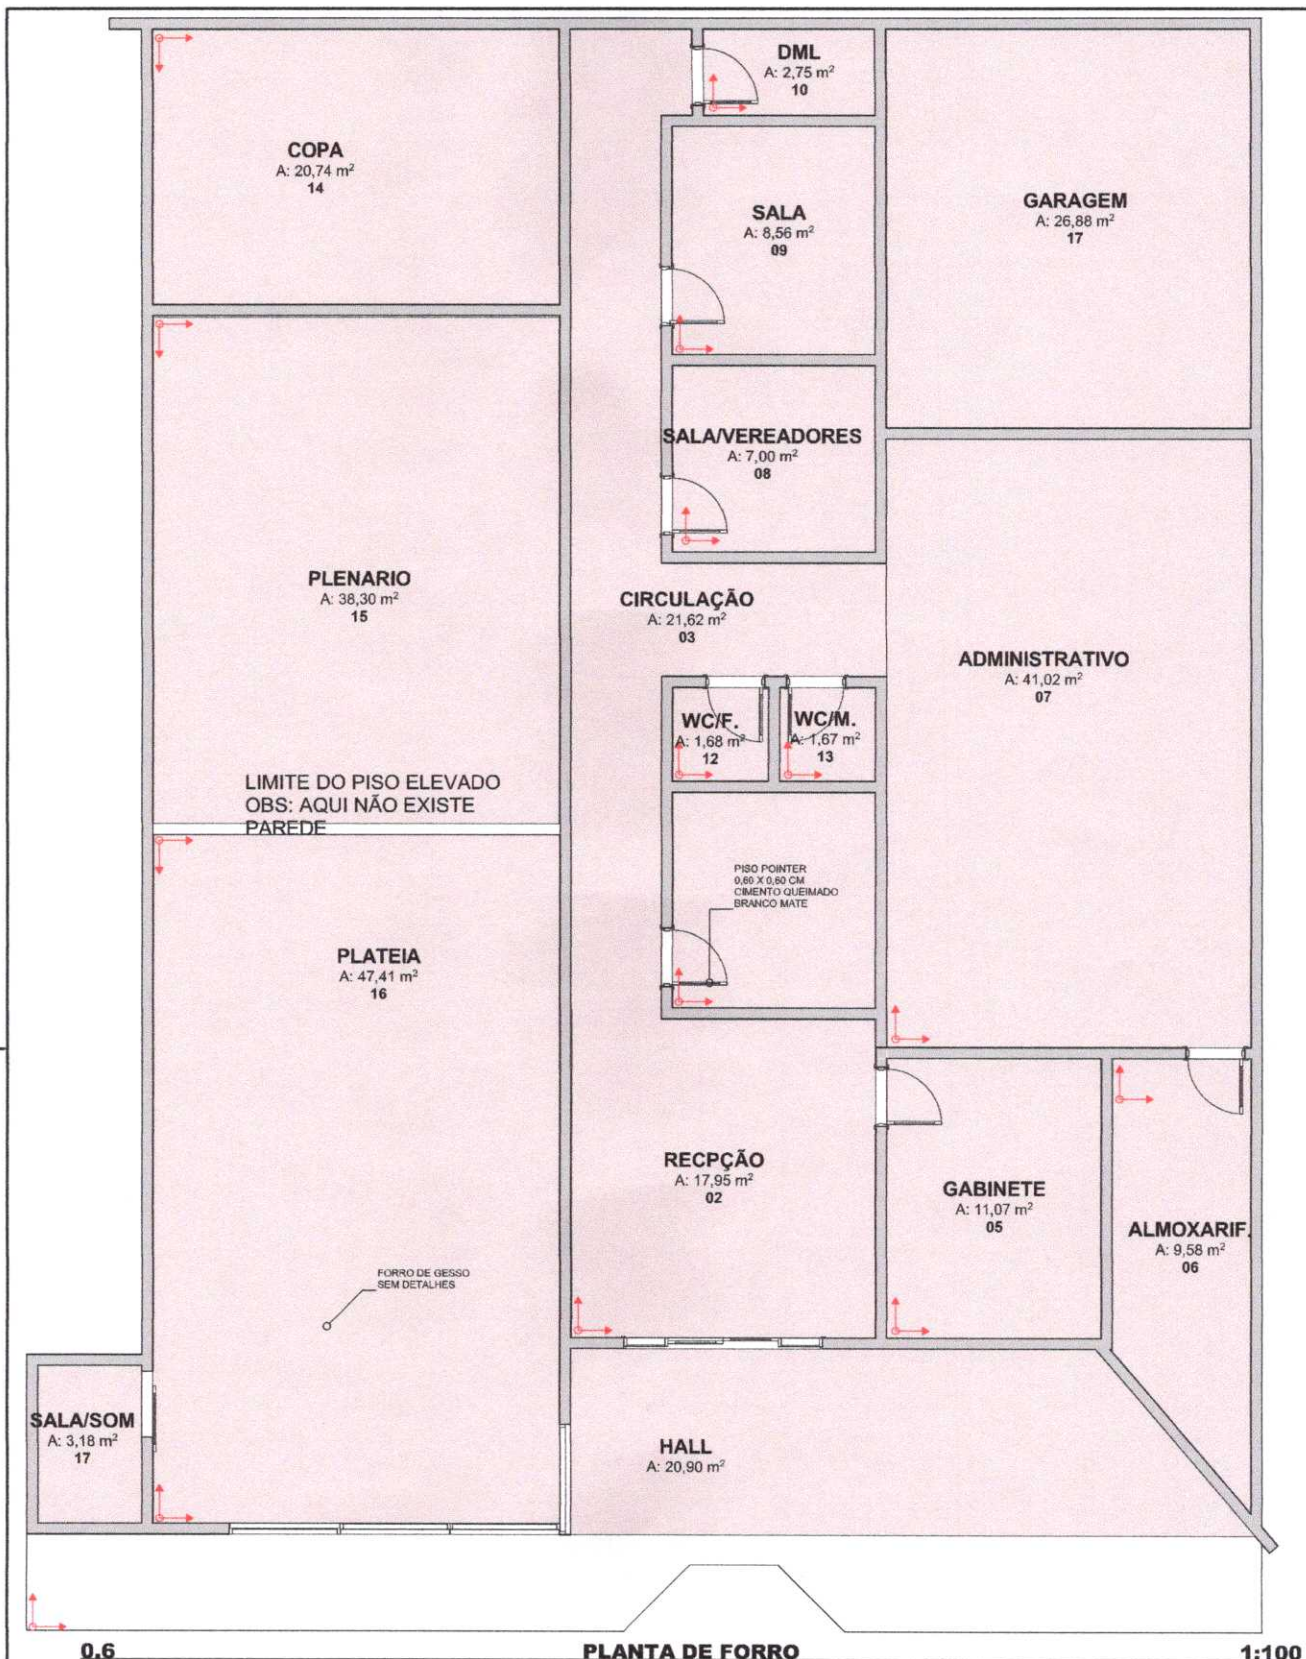 DML
A: 2,75 m²
10
COPA
A: 20,74 m²
14
SALA
A: 8,56 m²
09
GARAGEM
A: 26,88 m²
17
SALA/VEREADORES
A: 7,00 m²
08
PLENARIO
A: 38,30 m²
15
CIRCULAÇÃO
A: 21,62 m²
03
ADMINISTRATIVO
A: 41,02 m²
07
WC/F.
A: 1,68 m²
12
WC/M.
A: 1,67 m²
13
LIMITE DO PISO ELEVADO
OBS: AQUI NÃO EXISTE
PAREDE
PISO POINTER
0,60 X 0,60 CM
CIMENTO QUEIMADO
BRANCO MATE
PLATEIA
A: 47,41 m²
16
RECPÇÃO
A: 17,95 m²
02
GABINETE
A: 11,07 m²
05
ALMOXARIF.
A: 9,58 m²
06
FORRO DE GESSO
SEM DETALHES
SALA/SOM
A: 3,18 m²
17
HALL
A: 20,90 m²
0.6
PLANTA DE FORRO
1:100